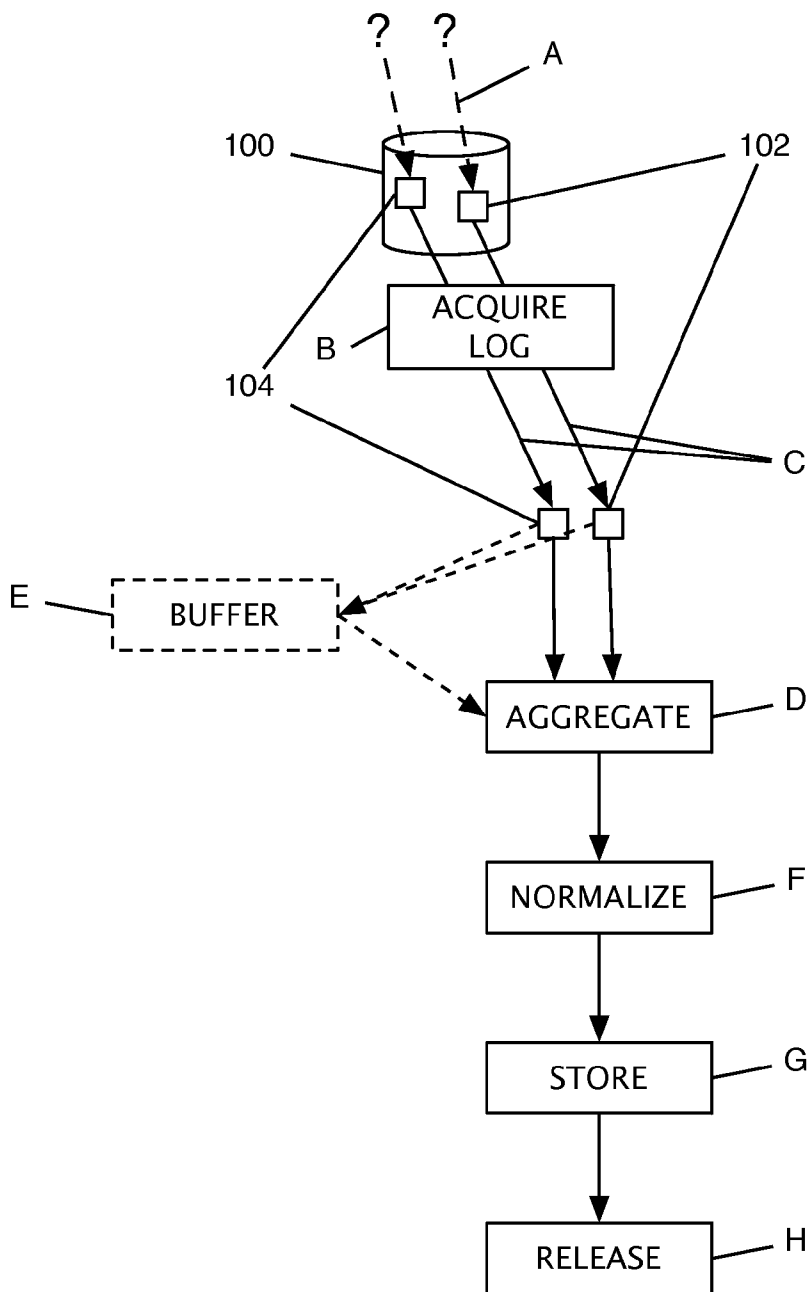 ? ?
A
100
102
ACQUIRE
LOG
B
104
C
E
BUFFER
AGGREGATE
D
NORMALIZE
F
STORE
G
RELEASE
H